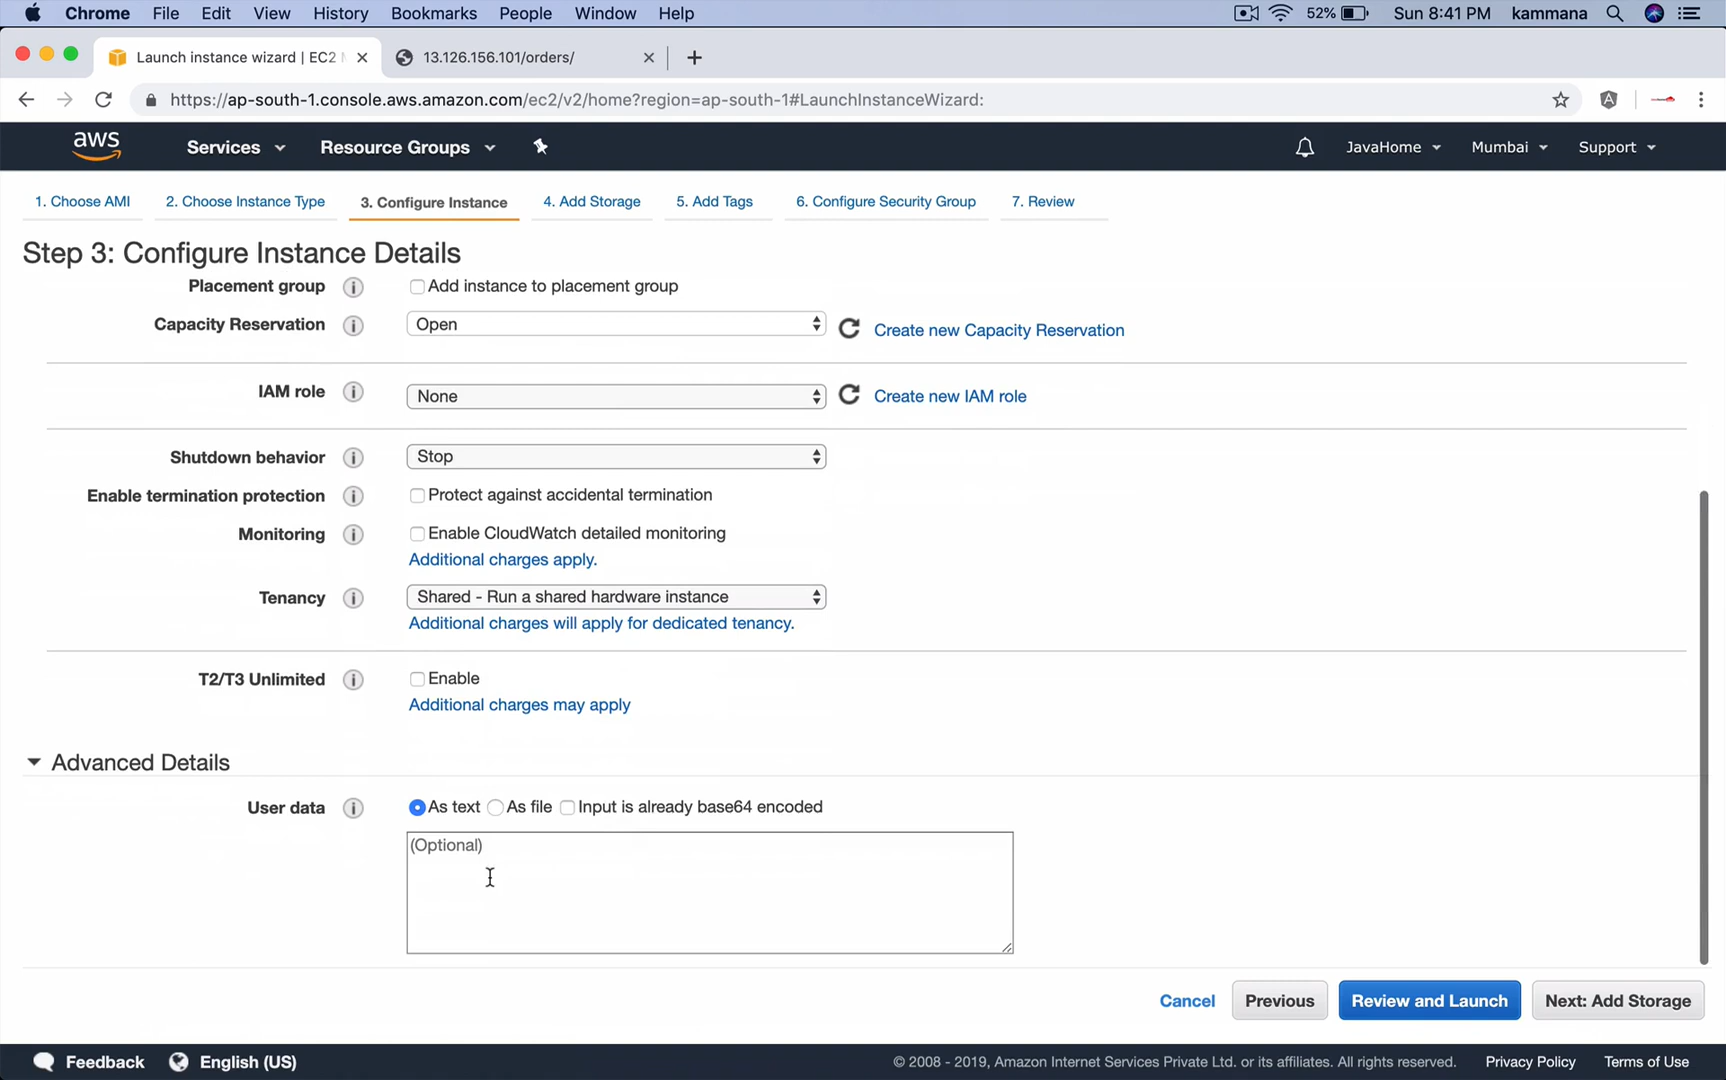 Chrome File Edit View History Bookmarks People Window Help 52% Sun 8:41 PM kammana
Launch instance wizard | EC2 M 13.126.156.101/orders/
https://ap-south-1.console.aws.amazon.com/ec2/v2/home?region=ap-south-1#LaunchInstanceWizard:
aws Services Resource Groups JavaHome Mumbai Support
1. Choose AMI 2. Choose Instance Type 3. Configure Instance 4. Add Storage 5. Add Tags 6. Configure Security Group 7. Review
Step 3: Configure Instance Details
Placement group Add instance to placement group
Capacity Reservation Open Create new Capacity Reservation
IAM role None Create new IAM role
Shutdown behavior Stop
Enable termination protection Protect against accidental termination
Monitoring Enable CloudWatch detailed monitoring
Additional charges apply.
Tenancy Shared - Run a shared hardware instance
Additional charges will apply for dedicated tenancy.
T2/T3 Unlimited Enable
Additional charges may apply
Advanced Details
User data As text As file Input is already base64 encoded
(Optional)
Cancel Previous Review and Launch Next: Add Storage
Feedback English (US) © 2008 - 2019, Amazon Internet Services Private Ltd. or its affiliates. All rights reserved. Privacy Policy Terms of Use